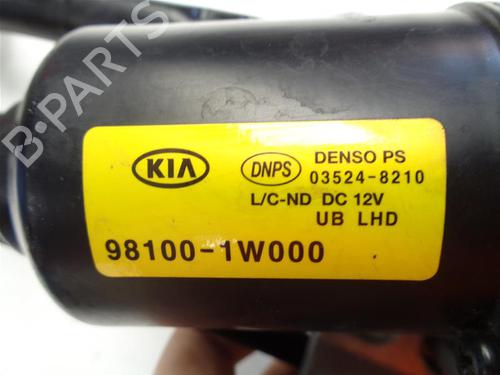 B-PARTS
KIA
DNPS
DENSO PS
03524-8210
L/C-ND DC 12V
UB LHD
98100-1W000